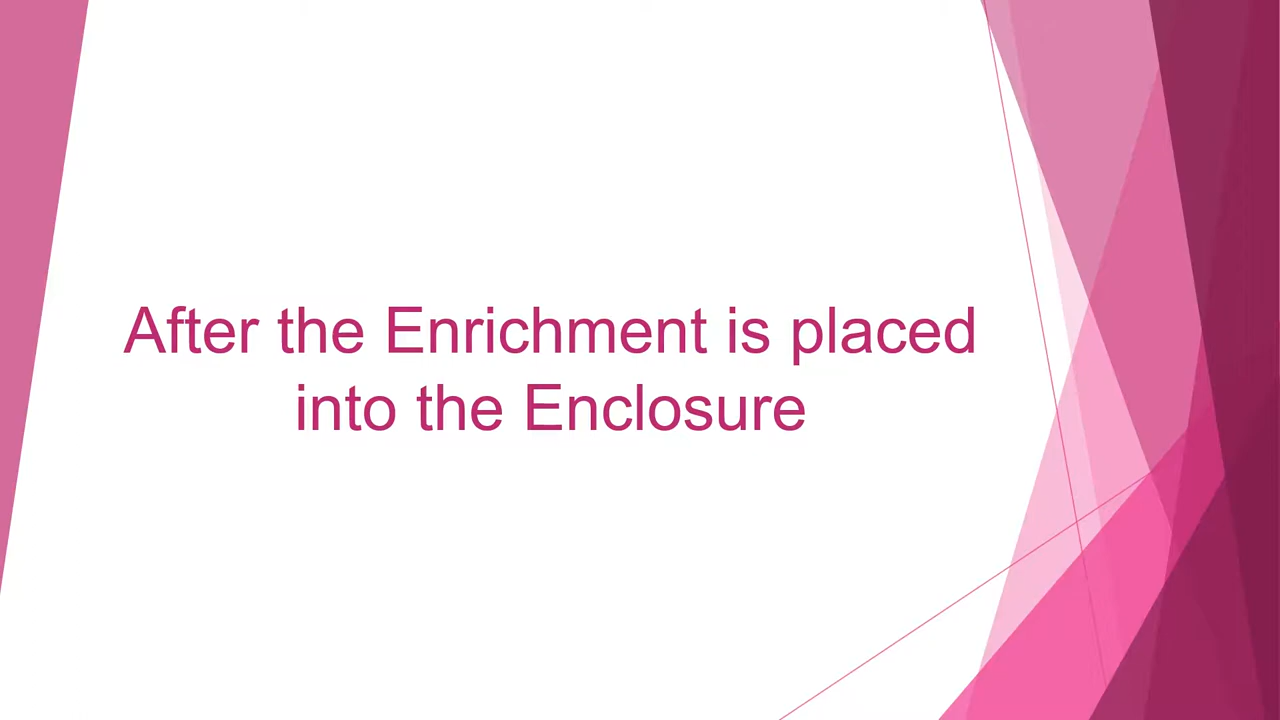 After the Enrichment is placed
into the Enclosure